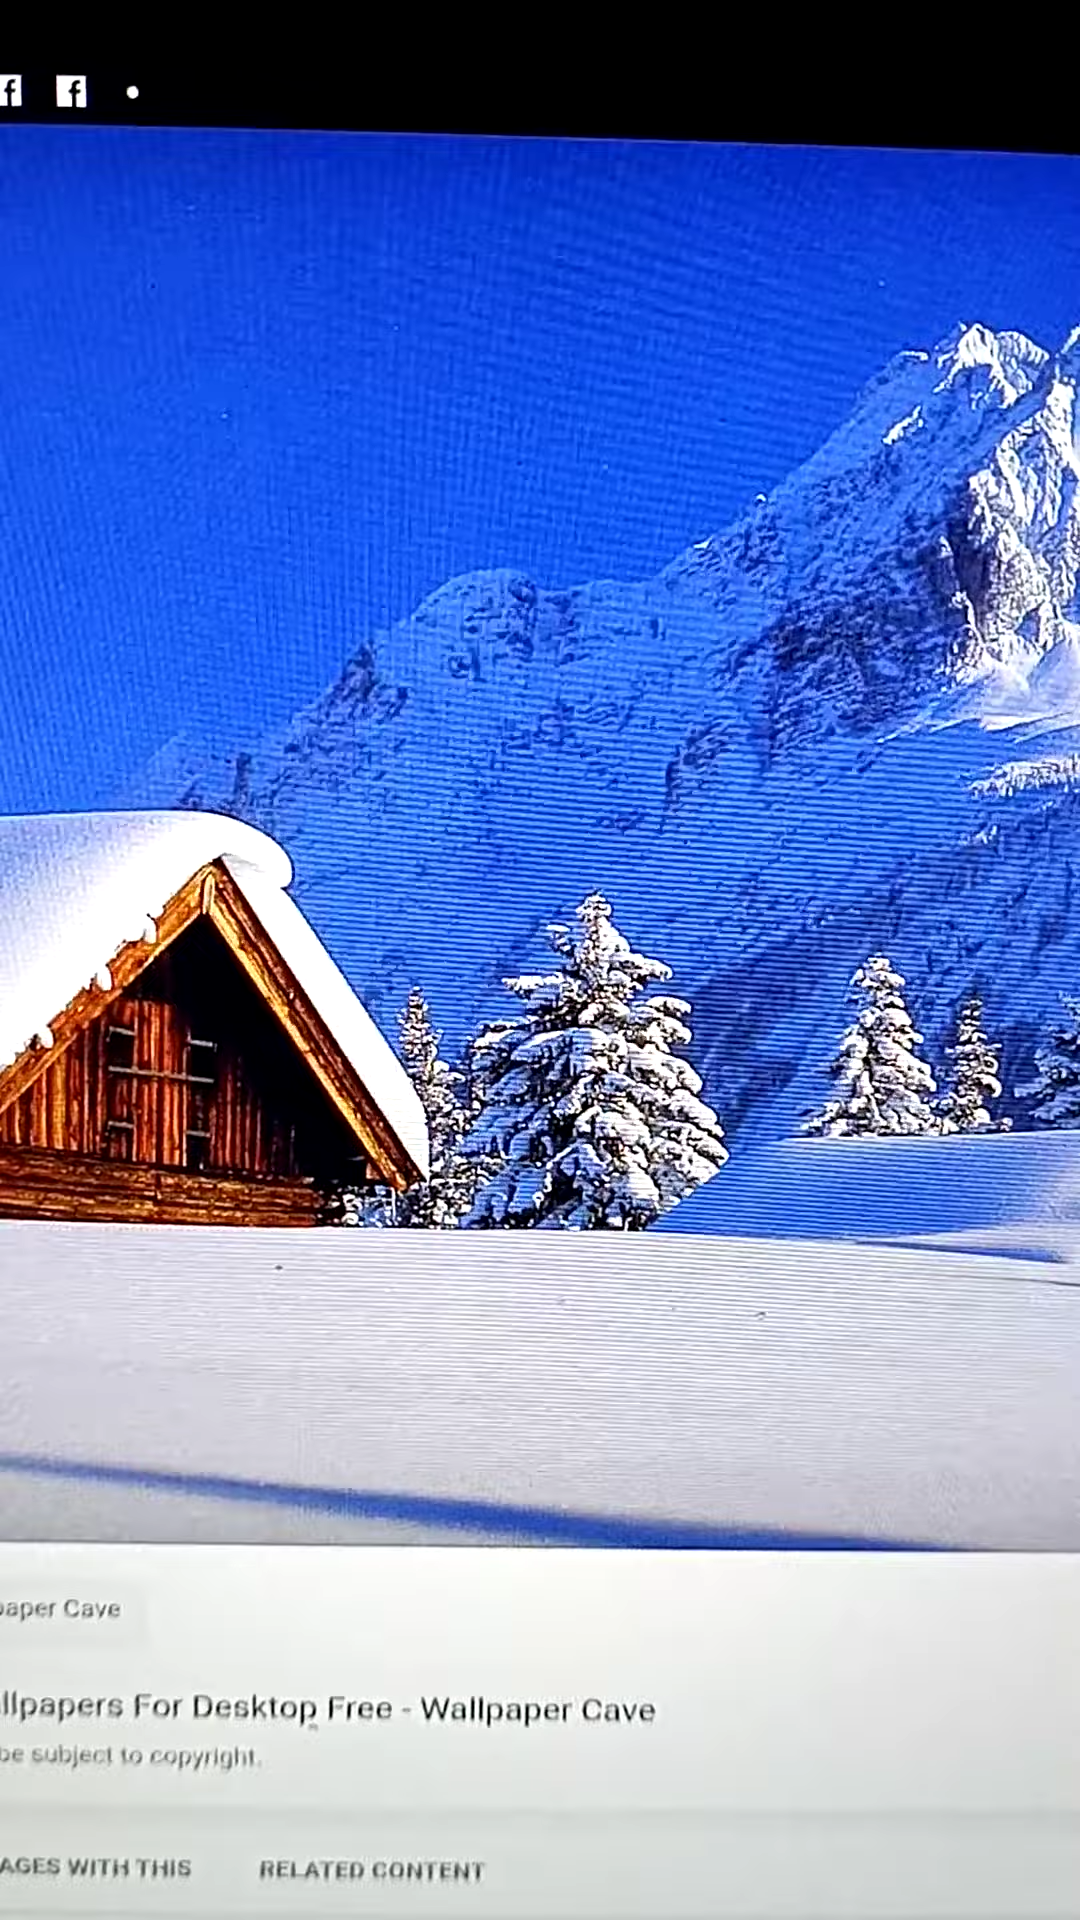 f f
paper Cave
llpapers For Desktop Free - Wallpaper Cave
be subject to copyright.
AGES WITH THIS RELATED CONTENT